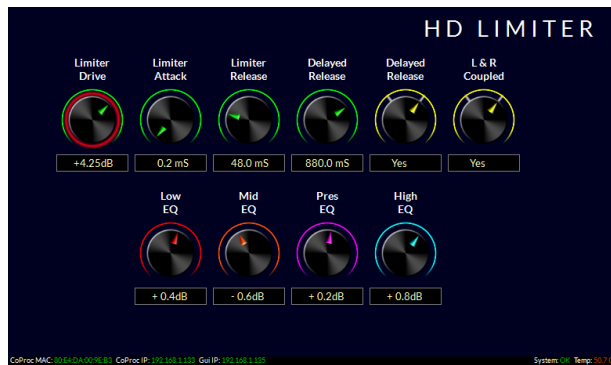 HD LIMITER
Limiter Drive
Limiter Attack
Limiter Release
Delayed Release
Delayed Release
L & R Coupled
+4.25dB
0.2 mS
48.0 mS
880.0 mS
Yes
Yes
Low EQ
Mid EQ
Pres EQ
High EQ
+ 0.4dB
- 0.6dB
+ 0.2dB
+ 0.8dB
CoProc MAC: 80:E4:DA:00:9E:B3 CoProc IP: 192.168.1.133 Gui IP: 192.168.1.135
System: OK Temp: 50.7 C